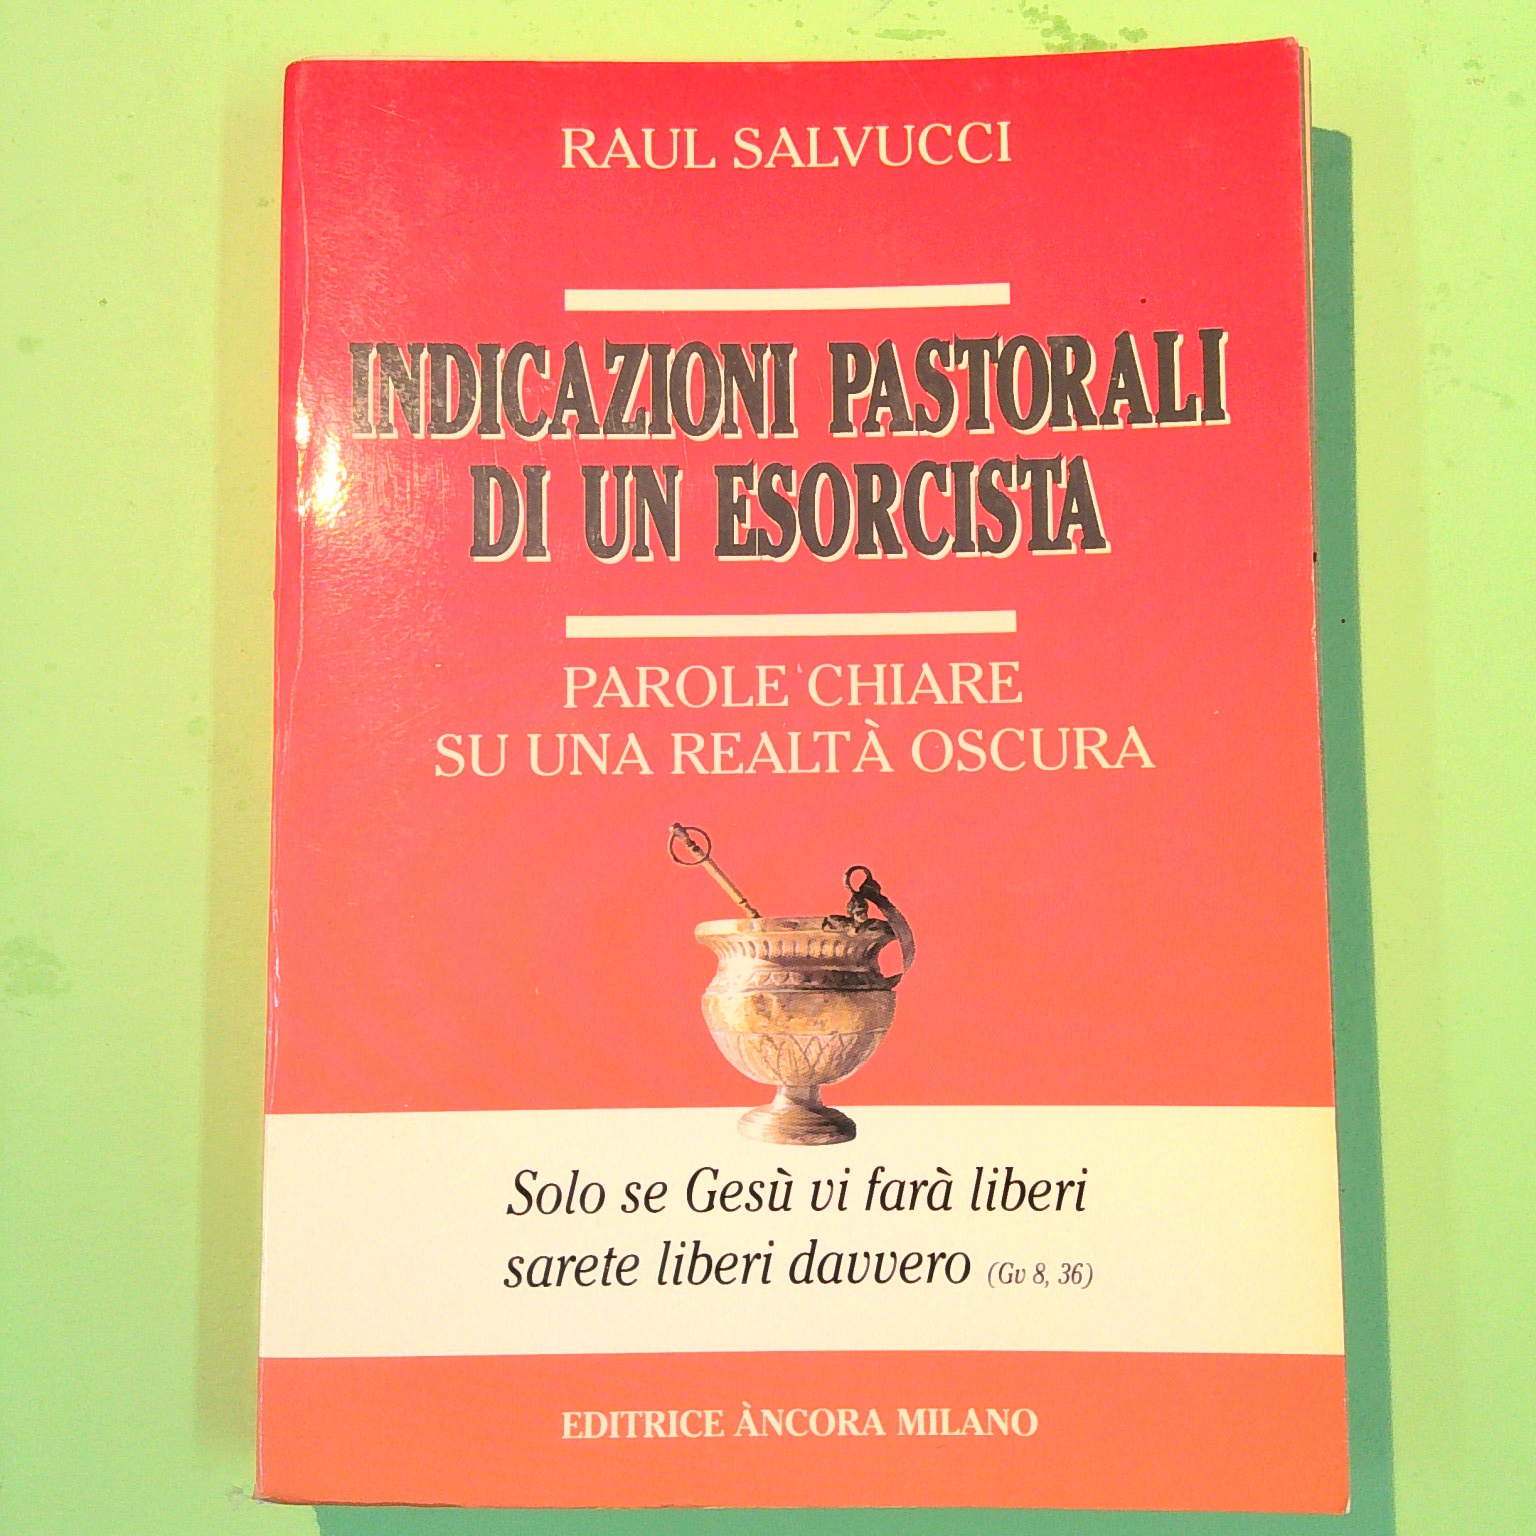 RAUL SALVUCCI
INDICAZIONI PASTORALI
DI UN ESORCISTA
PAROLE CHIARE
SU UNA REALTÀ OSCURA
Solo se Gesù vi farà liberi
sarete liberi davvero (Gv 8, 36)
EDITRICE ÀNCORA MILANO